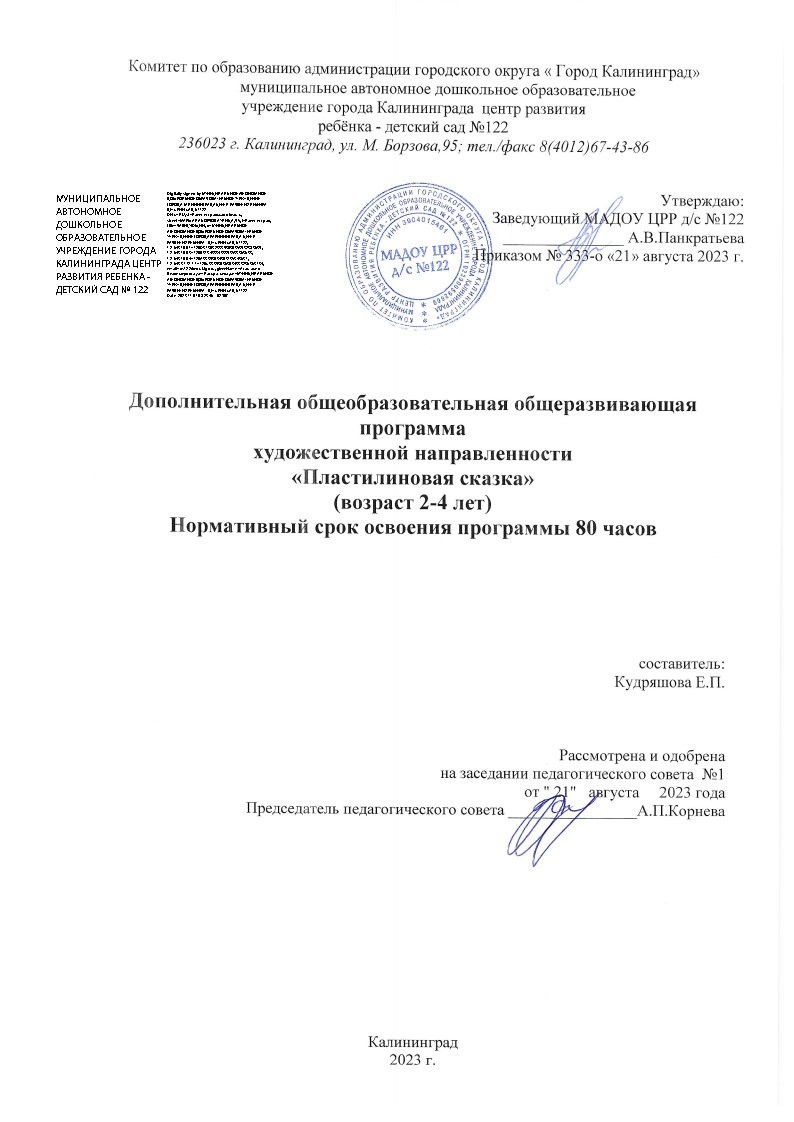 Комитет по образованию администрации городского округа « Город Калининград»
муниципальное автономное дошкольное образовательное
учреждение города Калининграда центр развития
ребёнка - детский сад №122
236023 г. Калининград, ул. М. Борзова,95; тел./факс 8(4012)67-43-86
МУНИЦИПАЛЬНОЕ
АВТОНОМНОЕ
ДОШКОЛЬНОЕ
ОБРАЗОВАТЕЛЬНОЕ
УЧРЕЖДЕНИЕ ГОРОДА
КАЛИНИНГРАДА ЦЕНТР
РАЗВИТИЯ РЕБЕНКА -
ДЕТСКИЙ САД № 122
МАДОУ ЦРР
д/с №122
Утверждаю:
Заведующий МАДОУ ЦРР д/с №122
________________ А.В.Панкратьева
Приказом № 333-о «21» августа 2023 г.
Дополнительная общеобразовательная общеразвивающая
программа
художественной направленности
«Пластилиновая сказка»
(возраст 2-4 лет)
Нормативный срок освоения программы 80 часов
составитель:
Кудряшова Е.П.
Рассмотрена и одобрена
на заседании педагогического совета №1
от " 21" августа 2023 года
Председатель педагогического совета ________________А.П.Корнева
Калининград
2023 г.